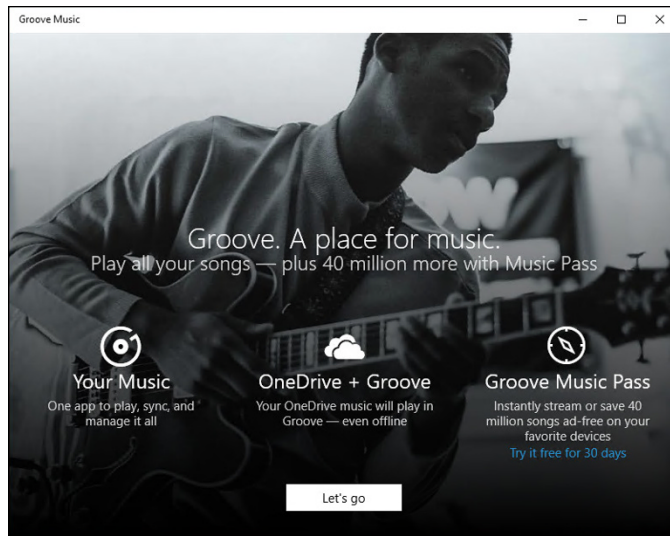 Groove Music
Groove. A place for music.
Play all your songs — plus 40 million more with Music Pass
Your Music
One app to play, sync, and
manage it all
OneDrive + Groove
Your OneDrive music will play in
Groove — even offline
Groove Music Pass
Instantly stream or save 40
million songs ad-free on your
favorite devices
Try it free for 30 days
Let's go